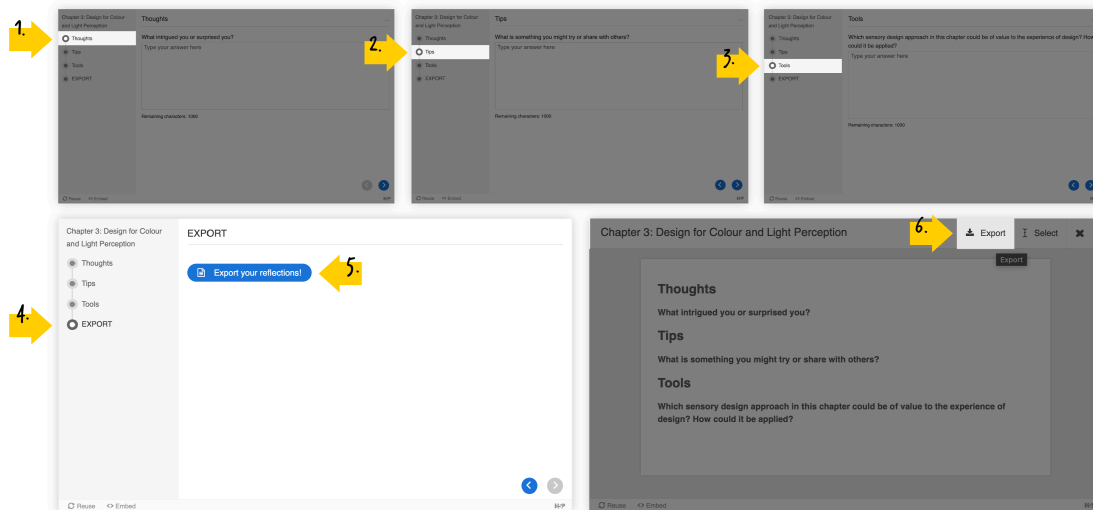 1.
Chapter 3: Design for Colour
and Light Perception
Thoughts
Tips
Tools
EXPORT
Thoughts
What intrigued you or surprised you?
Type your answer here
Remaining characters: 1000
Reuse <> Embed
H5P
2.
Chapter 3: Design for Colour
and Light Perception
Thoughts
Tips
Tools
EXPORT
Tips
What is something you might try or share with others?
Type your answer here
Remaining characters: 1000
Reuse <> Embed
H5P
3.
Chapter 3: Design for Colour
and Light Perception
Thoughts
Tips
Tools
EXPORT
Tools
Which sensory design approach in this chapter could be of value to the experience of design? How
could it be applied?
Type your answer here
Remaining characters: 1000
Reuse <> Embed
4.
Chapter 3: Design for Colour
and Light Perception
Thoughts
Tips
Tools
EXPORT
EXPORT
Export your reflections!
5.
Reuse <> Embed
H5P
Chapter 3: Design for Colour and Light Perception
6.
Export
Select
Export
Thoughts
What intrigued you or surprised you?
Tips
What is something you might try or share with others?
Tools
Which sensory design approach in this chapter could be of value to the experience of
design? How could it be applied?
Reuse <> Embed